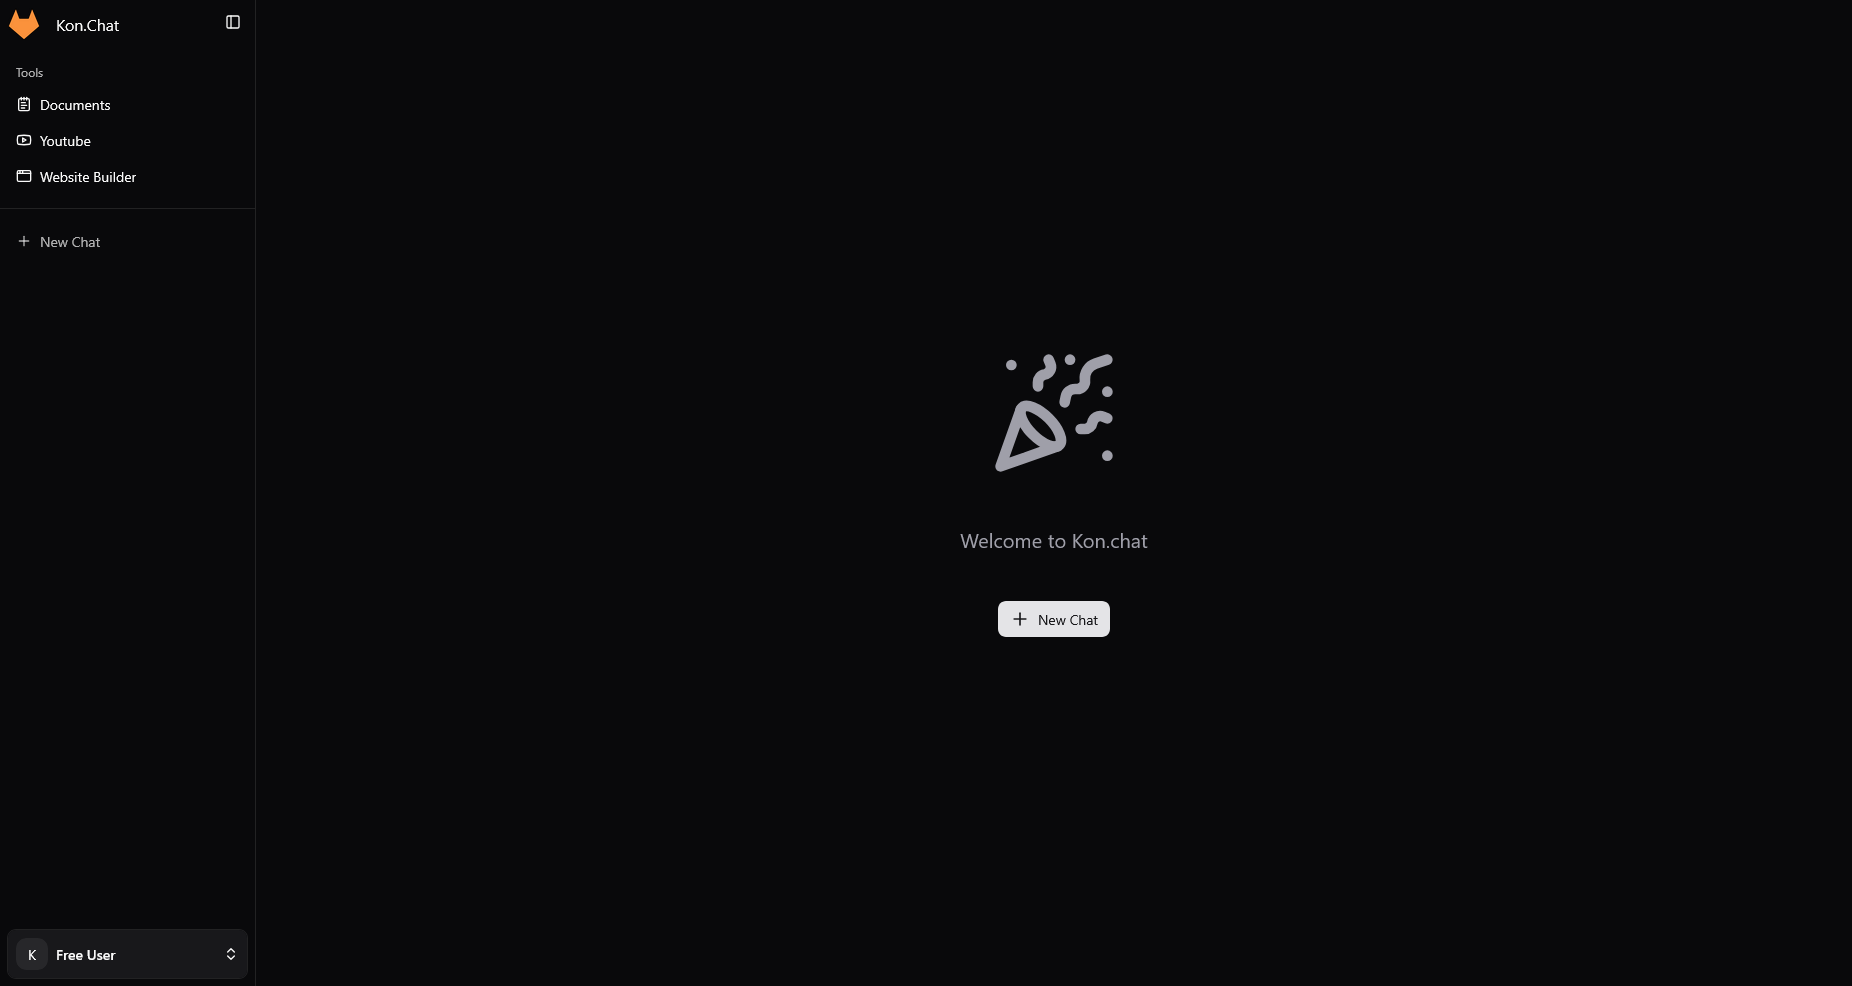 Kon.Chat
Tools
Documents
Youtube
Website Builder
New Chat
Welcome to Kon.chat
New Chat
K
Free User